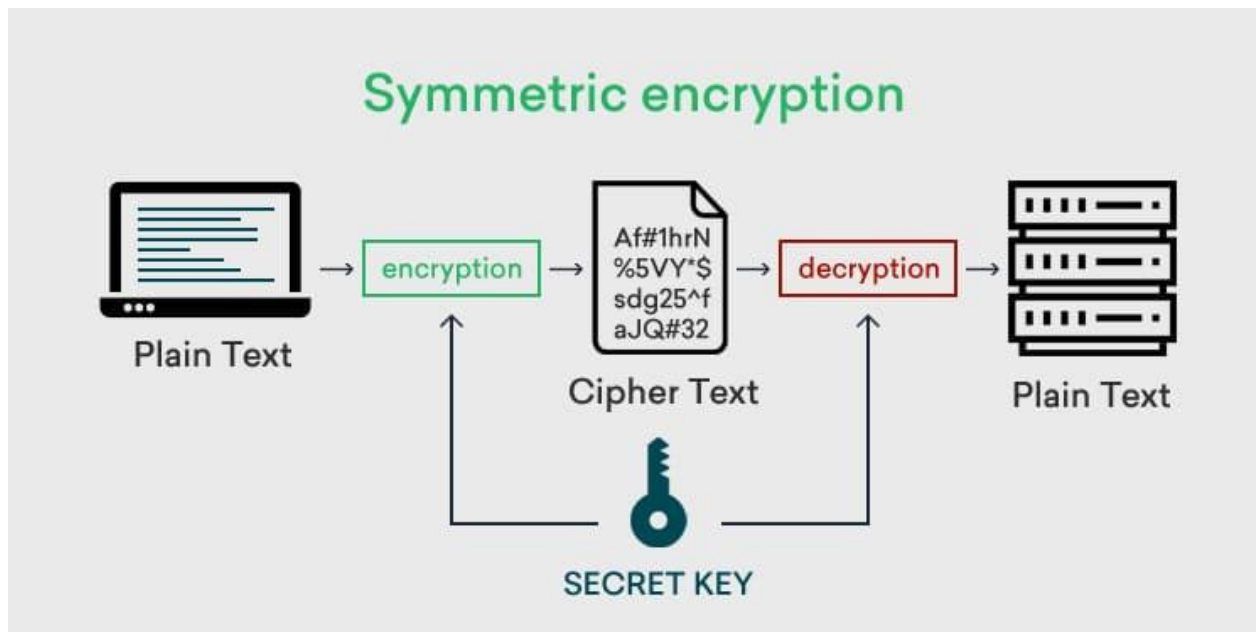 Symmetric encryption
Plain Text
encryption
Af#1hrN
%5VY*$
sdg25^f
aJQ#32
Cipher Text
decryption
Plain Text
SECRET KEY